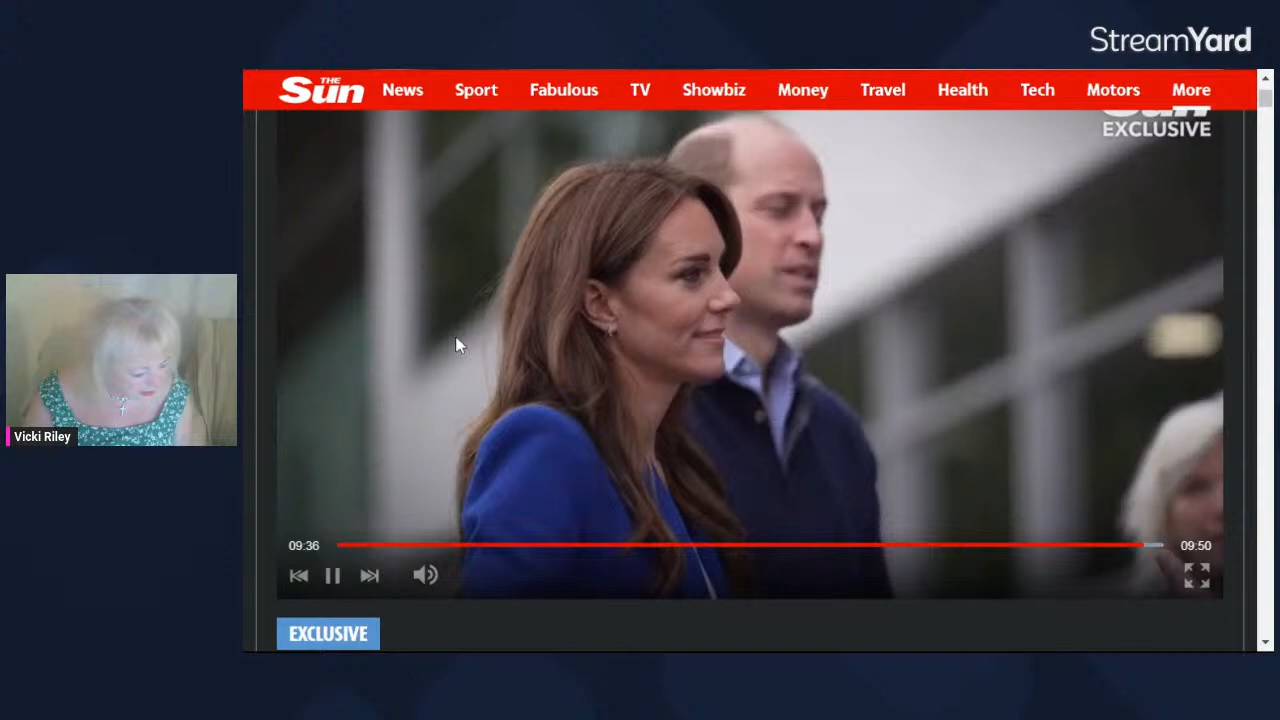 StreamYard
THE Sun News Sport Fabulous TV Showbiz Money Travel Health Tech Motors More
EXCLUSIVE
Vicki Riley
09:36
09:50
EXCLUSIVE